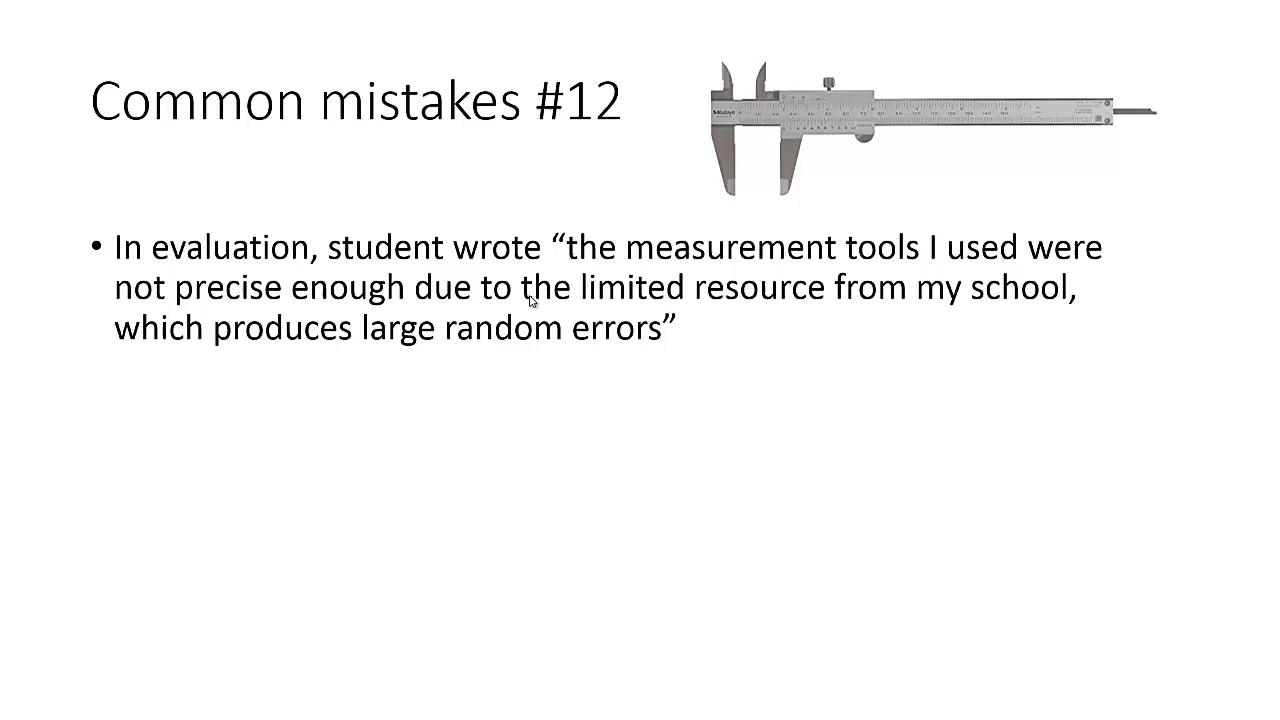 Common mistakes #12
• In evaluation, student wrote “the measurement tools I used were
not precise enough due to the limited resource from my school,
which produces large random errors”
Mitutoyo